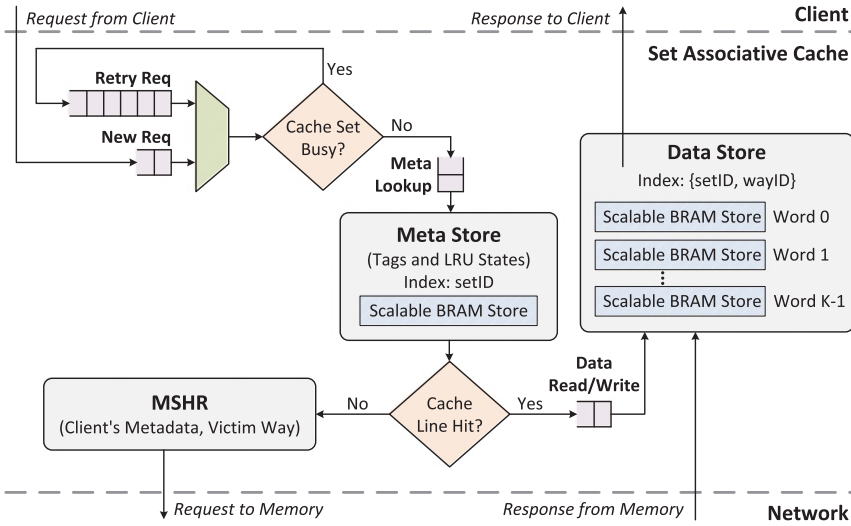 Request from Client
Response to Client
Client
Set Associative Cache
Yes
Retry Req
New Req
Cache Set
Busy?
No
Meta
Lookup
Data Store
Index: {setID, wayID}
Scalable BRAM Store
Word 0
Scalable BRAM Store
Word 1
Scalable BRAM Store
Word K-1
Meta Store
(Tags and LRU States)
Index: setID
Scalable BRAM Store
Data
Read/Write
MSHR
(Client's Metadata, Victim Way)
No
Cache
Line Hit?
Yes
Request to Memory
Response from Memory
Network